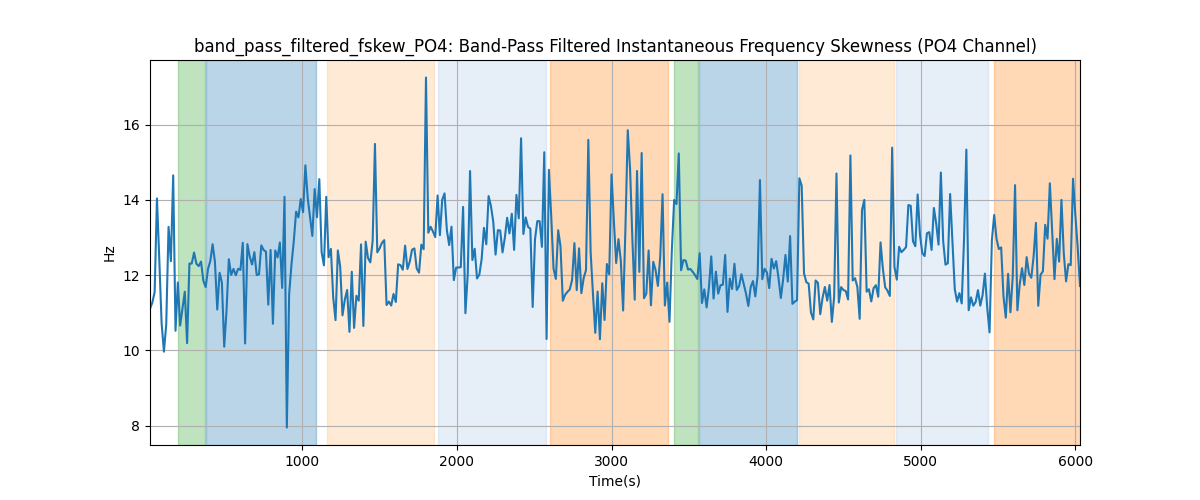 band_pass_filtered_fskew_PO4: Band-Pass Filtered Instantaneous Frequency Skewness (PO4 Channel)
16
14
12
10
8
Hz
1000 2000 3000 4000 5000 6000
Time(s)